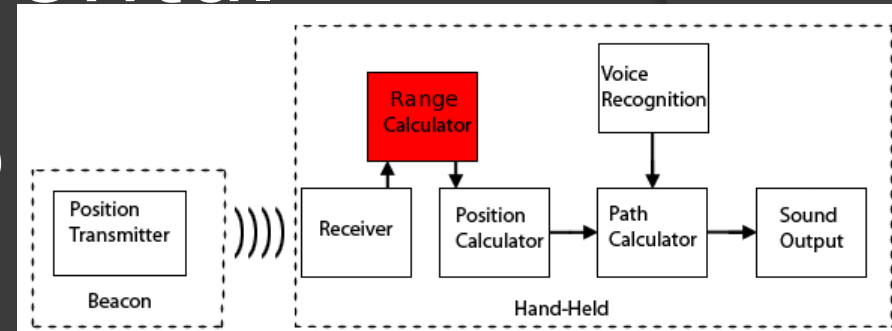 Range
Calculator
Voice
Recognition
Position
Transmitter
Receiver
Position
Calculator
Path
Calculator
Sound
Output
Beacon
Hand-Held